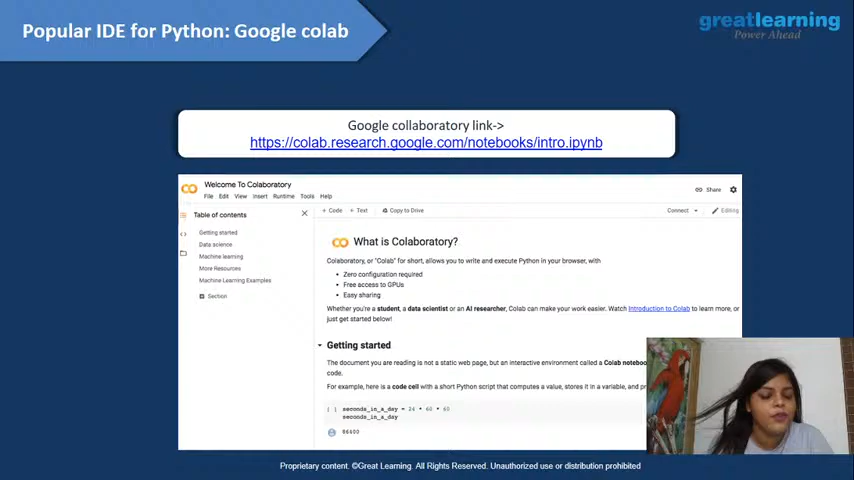 Popular IDE for Python: Google colab
greatlearning
Power Ahead
Google collaboratory link->
https://colab.research.google.com/notebooks/intro.ipynb
Welcome To Colaboratory
File Edit View Insert Runtime Tools Help
Share
Table of contents
+ Code + Text Copy to Drive
Connect
Editing
Getting started
Data science
Machine learning
More Resources
Machine Learning Examples
Section
What is Colaboratory?
Colaboratory, or "Colab" for short, allows you to write and execute Python in your browser, with
• Zero configuration required
• Free access to GPUs
• Easy sharing
Whether you're a student, a data scientist or an AI researcher, Colab can make your work easier. Watch Introduction to Colab to learn more, or
just get started below!
Getting started
The document you are reading is not a static web page, but an interactive environment called a Colab notebo
code.
For example, here is a code cell with a short Python script that computes a value, stores it in a variable, and pr
[ ] seconds_in_a_day = 24 * 60 * 60
seconds_in_a_day
86400
Proprietary content. ©Great Learning. All Rights Reserved. Unauthorized use or distribution prohibited